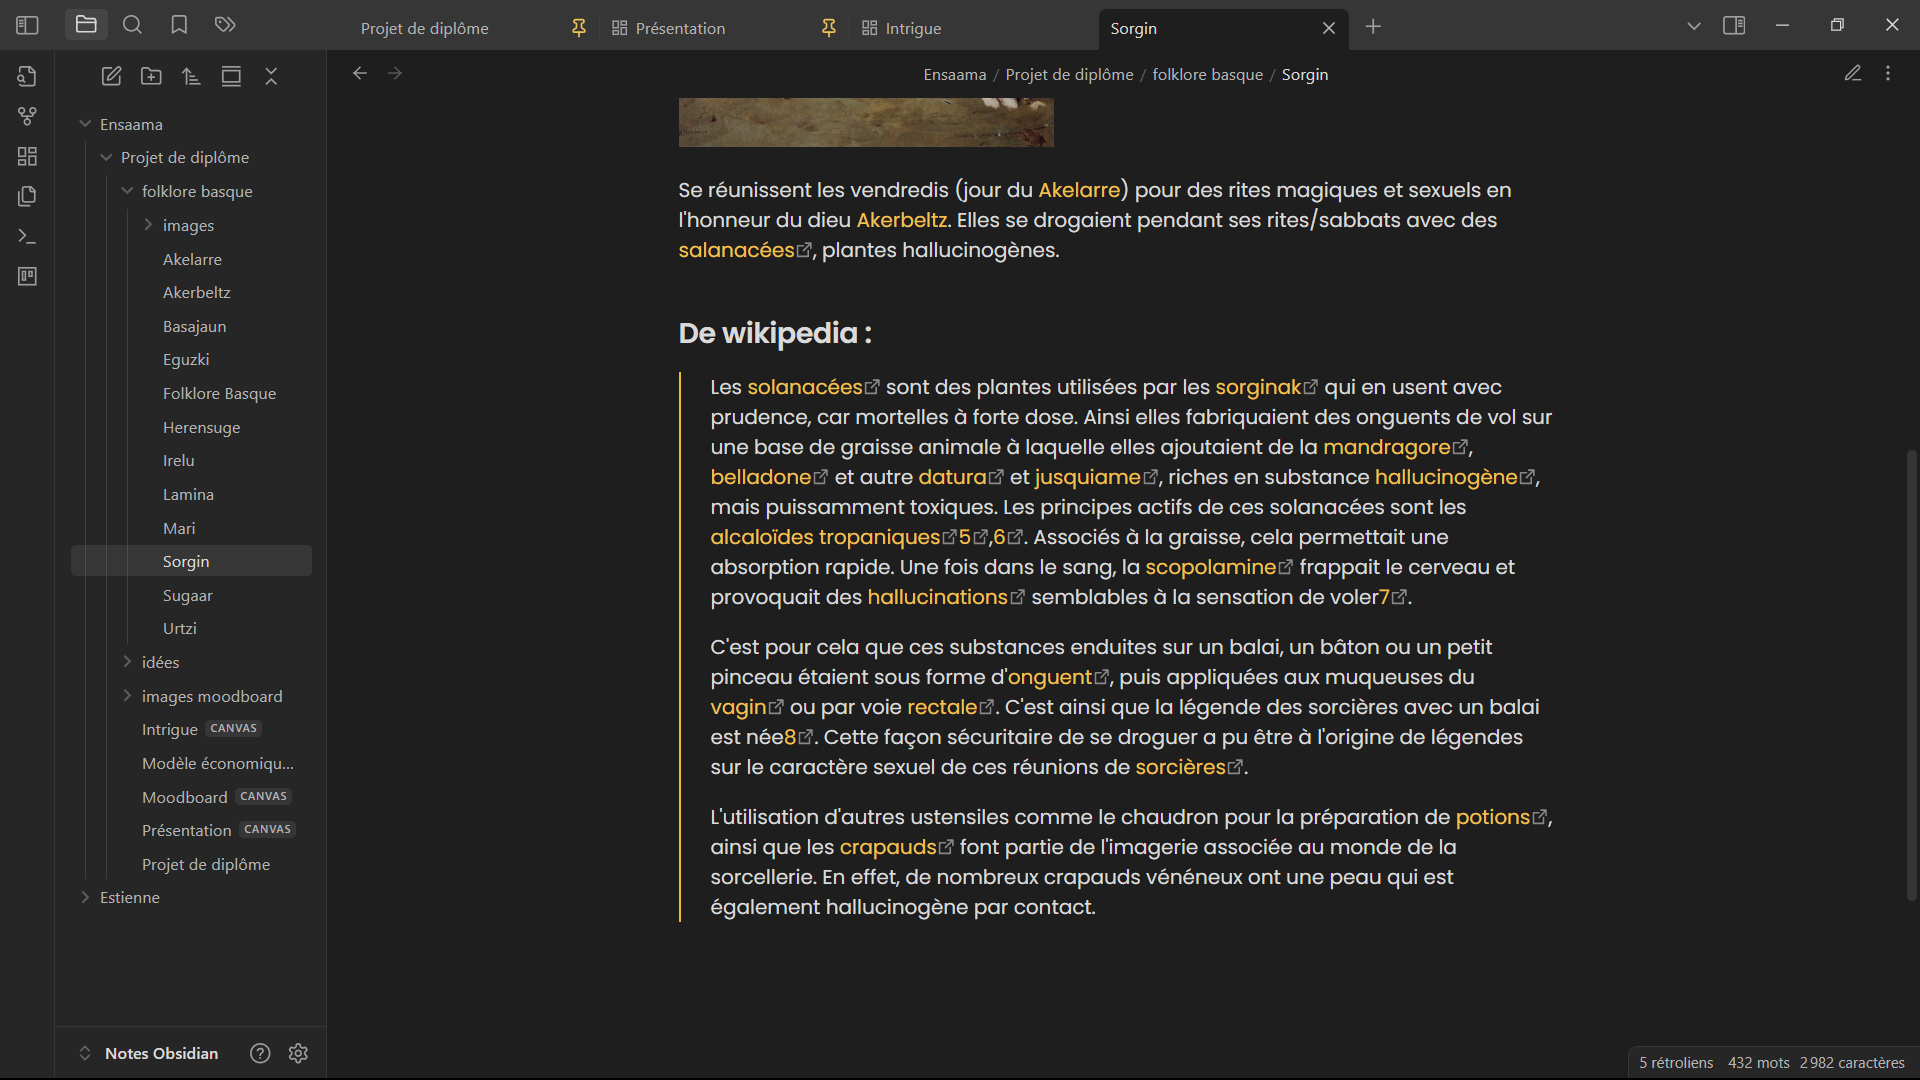 Projet de diplôme
Présentation
Intrigue
Sorgin
Ensaama / Projet de diplôme / folklore basque / Sorgin
Ensaama
Projet de diplôme
folklore basque
images
Akelarre
Akerbeltz
Basajaun
Eguzki
Folklore Basque
Herensuge
Irelu
Lamina
Mari
Sorgin
Sugaar
Urtzi
idées
images moodboard
Intrigue CANVAS
Modèle économiqu...
Moodboard CANVAS
Présentation CANVAS
Projet de diplôme
Estienne
Notes Obsidian
Se réunissent les vendredis (jour du Akelarre) pour des rites magiques et sexuels en
l'honneur du dieu Akerbeltz. Elles se drogaient pendant ses rites/sabbats avec des
salanacées, plantes hallucinogènes.
De wikipedia :
Les solanacées sont des plantes utilisées par les sorginak qui en usent avec
prudence, car mortelles à forte dose. Ainsi elles fabriquaient des onguents de vol sur
une base de graisse animale à laquelle elles ajoutaient de la mandragore,
belladone et autre datura et jusquiame, riches en substance hallucinogène,
mais puissamment toxiques. Les principes actifs de ces solanacées sont les
alcaloïdes tropaniques5,6. Associés à la graisse, cela permettait une
absorption rapide. Une fois dans le sang, la scopolamine frappait le cerveau et
provoquait des hallucinations semblables à la sensation de voler7.
C'est pour cela que ces substances enduites sur un balai, un bâton ou un petit
pinceau étaient sous forme d'onguent, puis appliquées aux muqueuses du
vagin ou par voie rectale. C'est ainsi que la légende des sorcières avec un balai
est née8. Cette façon sécuritaire de se droguer a pu être à l'origine de légendes
sur le caractère sexuel de ces réunions de sorcières.
L'utilisation d'autres ustensiles comme le chaudron pour la préparation de potions,
ainsi que les crapauds font partie de l'imagerie associée au monde de la
sorcellerie. En effet, de nombreux crapauds vénéneux ont une peau qui est
également hallucinogène par contact.
5 rétroliens 432 mots 2 982 caractères